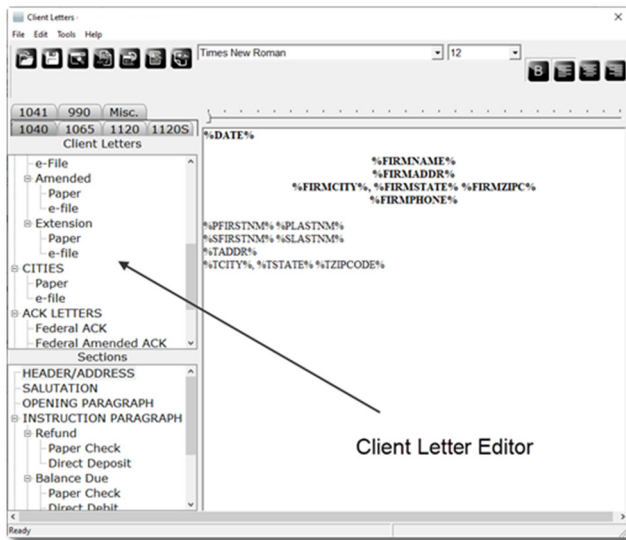 Client Letters
File Edit Tools Help
Times New Roman 12
B
1041 990 Misc.
1040 1065 1120 1120S
Client Letters
e-File
Amended
Paper
e-file
Extension
Paper
e-file
CITIES
Paper
e-file
ACK LETTERS
Federal ACK
Federal Amended ACK
Sections
HEADER/ADDRESS
SALUTATION
OPENING PARAGRAPH
INSTRUCTION PARAGRAPH
Refund
Paper Check
Direct Deposit
Balance Due
Paper Check
Direct Debit
%DATE%
%FIRMNAME%
%FIRMADDR%
%FIRMCITY%, %FIRMSTATE% %FIRMZIPC%
%FIRMPHONE%
%PFIRSTNM% %PLASTNM%
%SFIRSTNM% %SLASTNM%
%TADDR%
%TCITY%, %TSTATE% %TZIPCODE%
Client Letter Editor
Ready